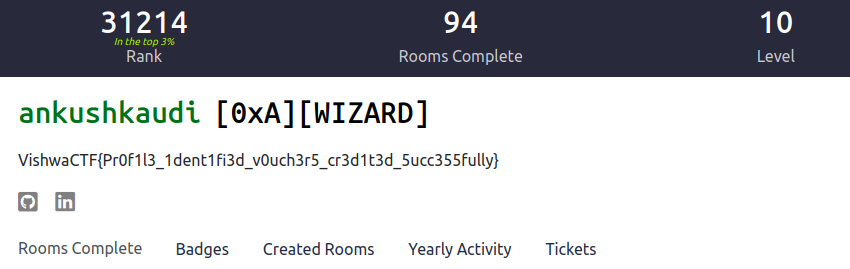 31214 94 10
In the top 3%
Rank Rooms Complete Level
ankushkaudi [0xA][WIZARD]
VishwaCTF{Pr0f1l3_1dent1fi3d_v0uch3r5_cr3d1t3d_5ucc355fully}
in
Rooms Complete Badges Created Rooms Yearly Activity Tickets